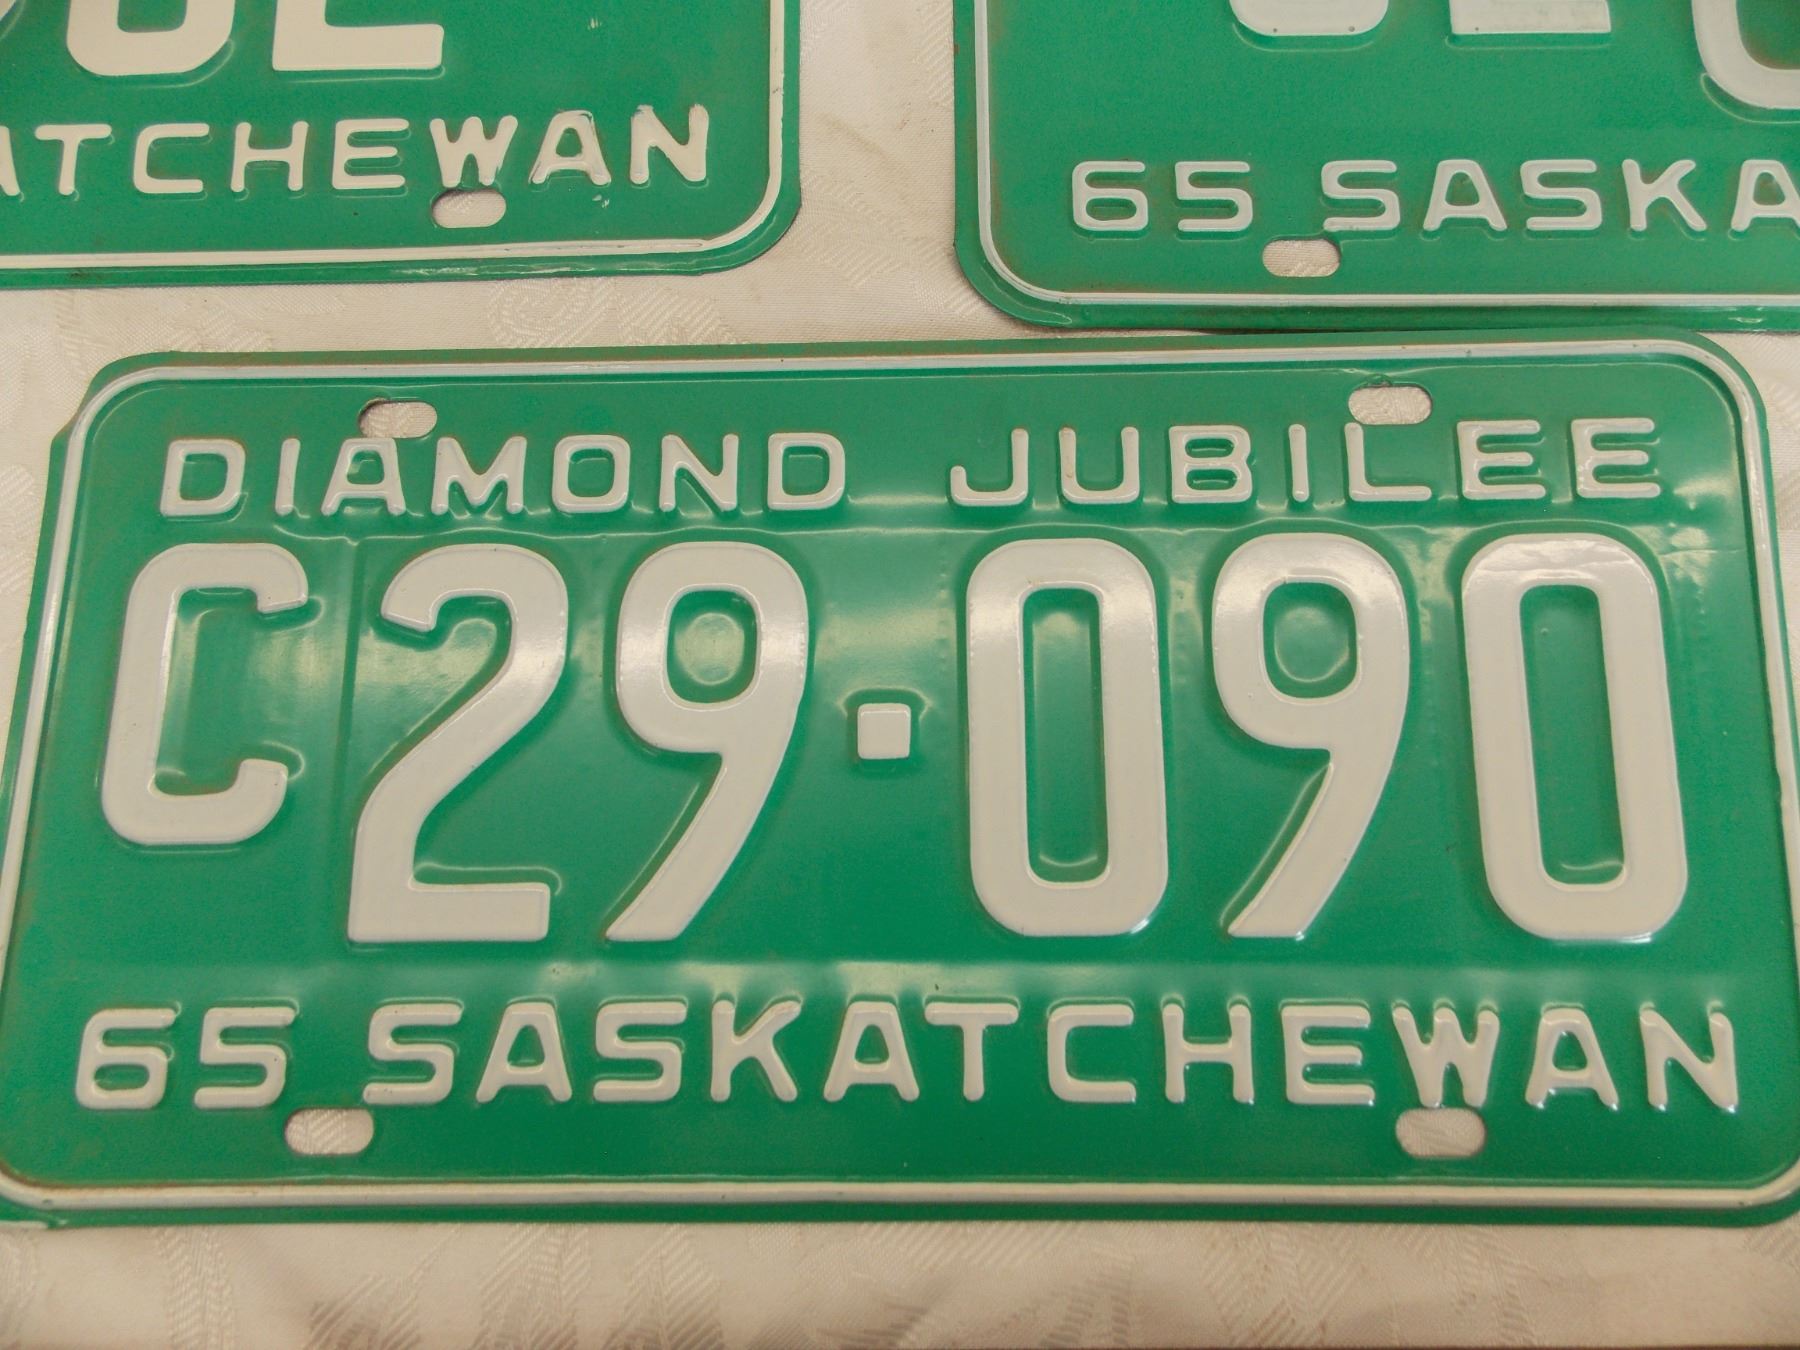 ATCHEWAN
65 SASKA
DIAMOND JUBILEE
C29·090
65 SASKATCHEWAN